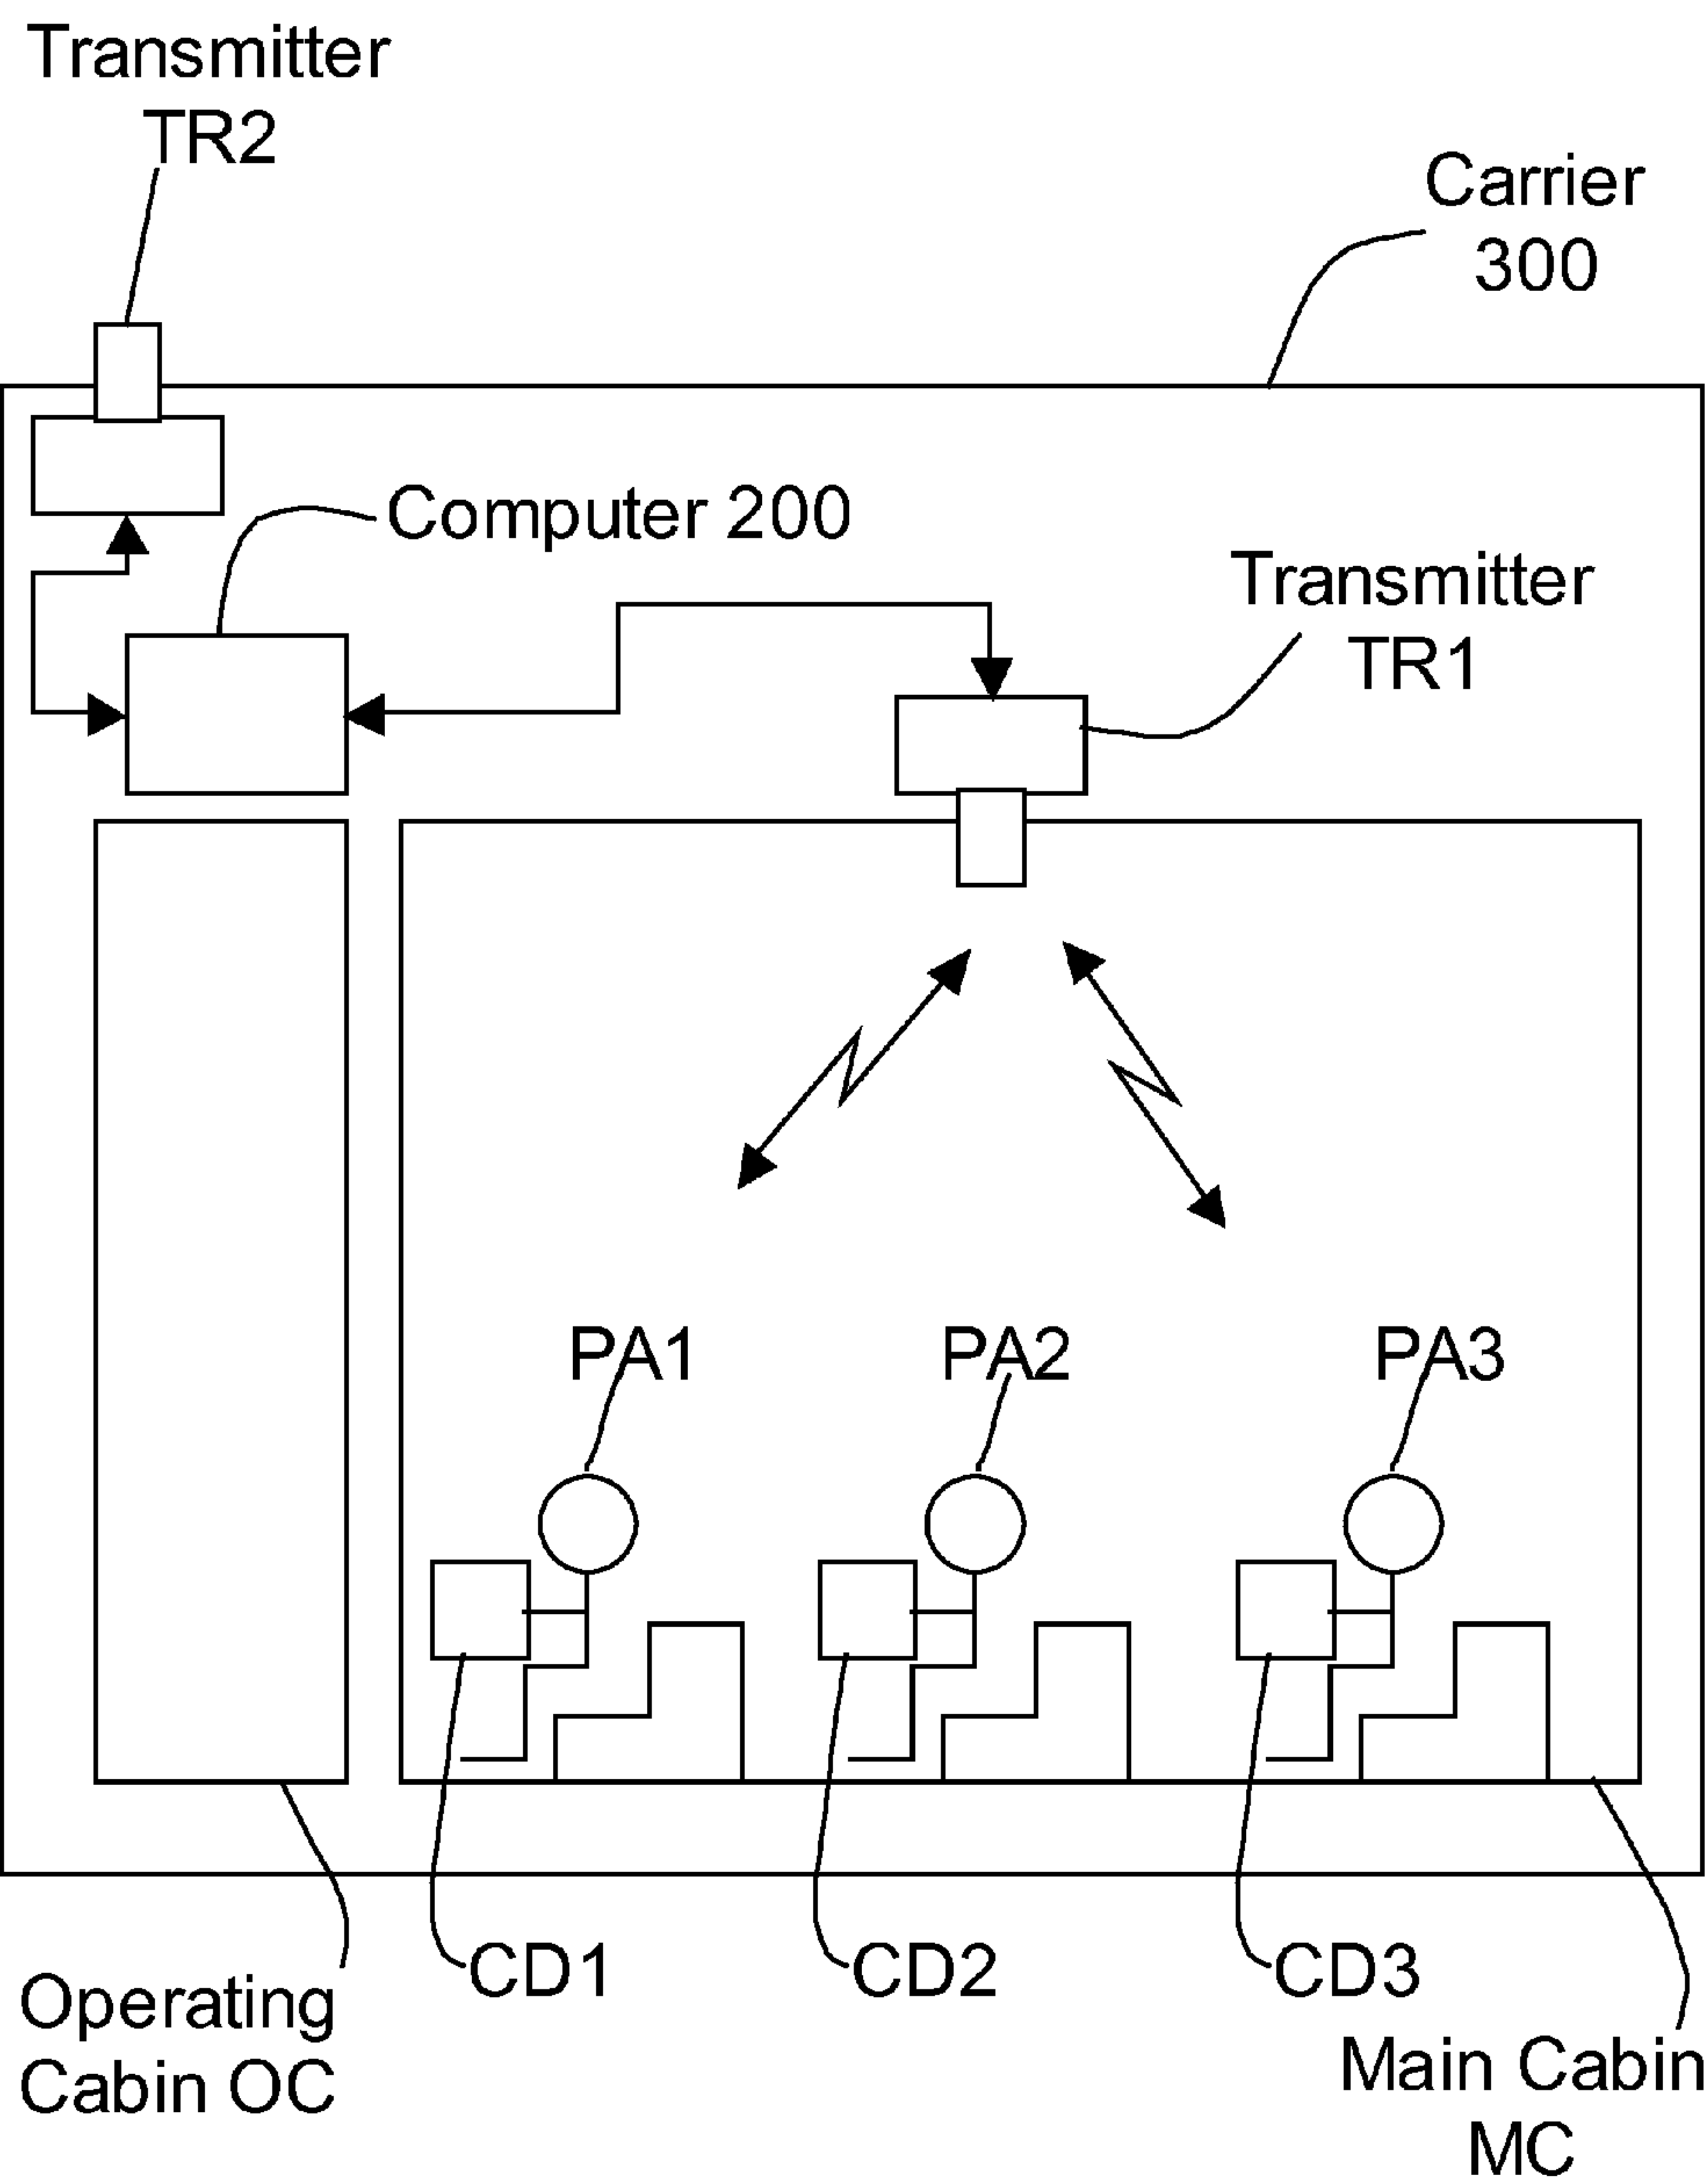 Transmitter
TR2
Carrier
300
Computer 200
Transmitter
TR1
PA1
PA2
PA3
CD1
CD2
CD3
Operating
Cabin OC
Main Cabin
MC